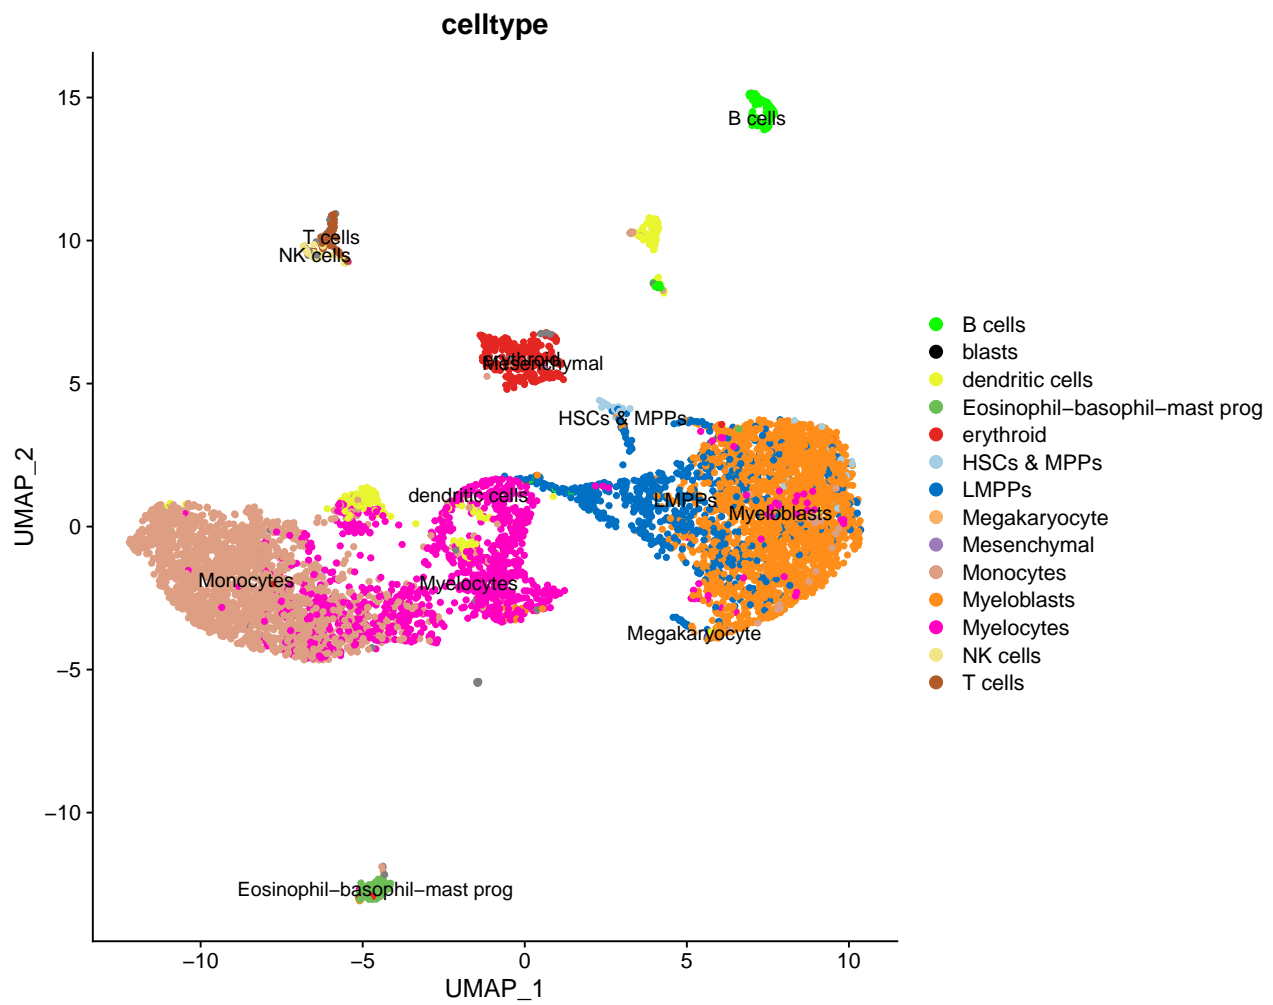 celltype
15
10
5
0
−5
−10
UMAP_2
B cells
T cells
NK cells
erythroid
Mesenchymal
HSCs & MPPs
dendritic cells
LMPPs
Myeloblasts
Monocytes
Myelocytes
Megakaryocyte
Eosinophil−basophil−mast prog
−10
−5
0
5
10
UMAP_1
B cells
blasts
dendritic cells
Eosinophil−basophil−mast prog
erythroid
HSCs & MPPs
LMPPs
Megakaryocyte
Mesenchymal
Monocytes
Myeloblasts
Myelocytes
NK cells
T cells